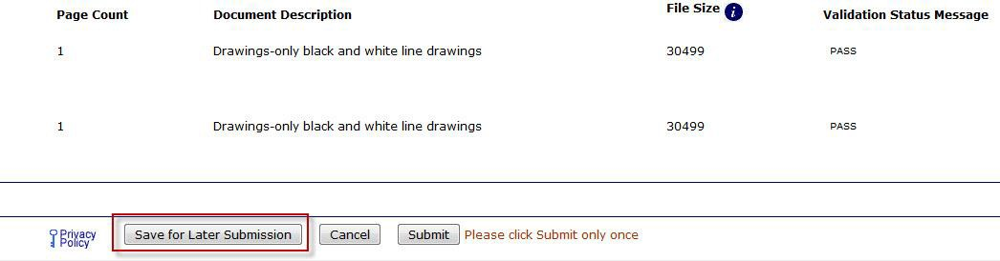 Page Count Document Description File Size i Validation Status Message
1 Drawings-only black and white line drawings 30499 PASS
1 Drawings-only black and white line drawings 30499 PASS
Privacy
Policy
Save for Later Submission Cancel Submit Please click Submit only once